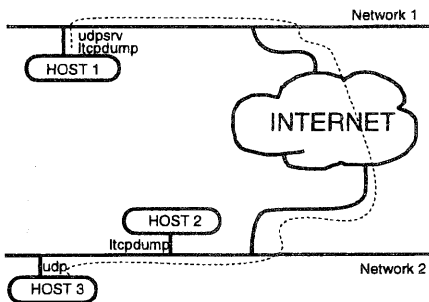 Network 1
udpsrv
ltcpdump
HOST 1
INTERNET
HOST 2
ltcpdump
udp
Network 2
HOST 3